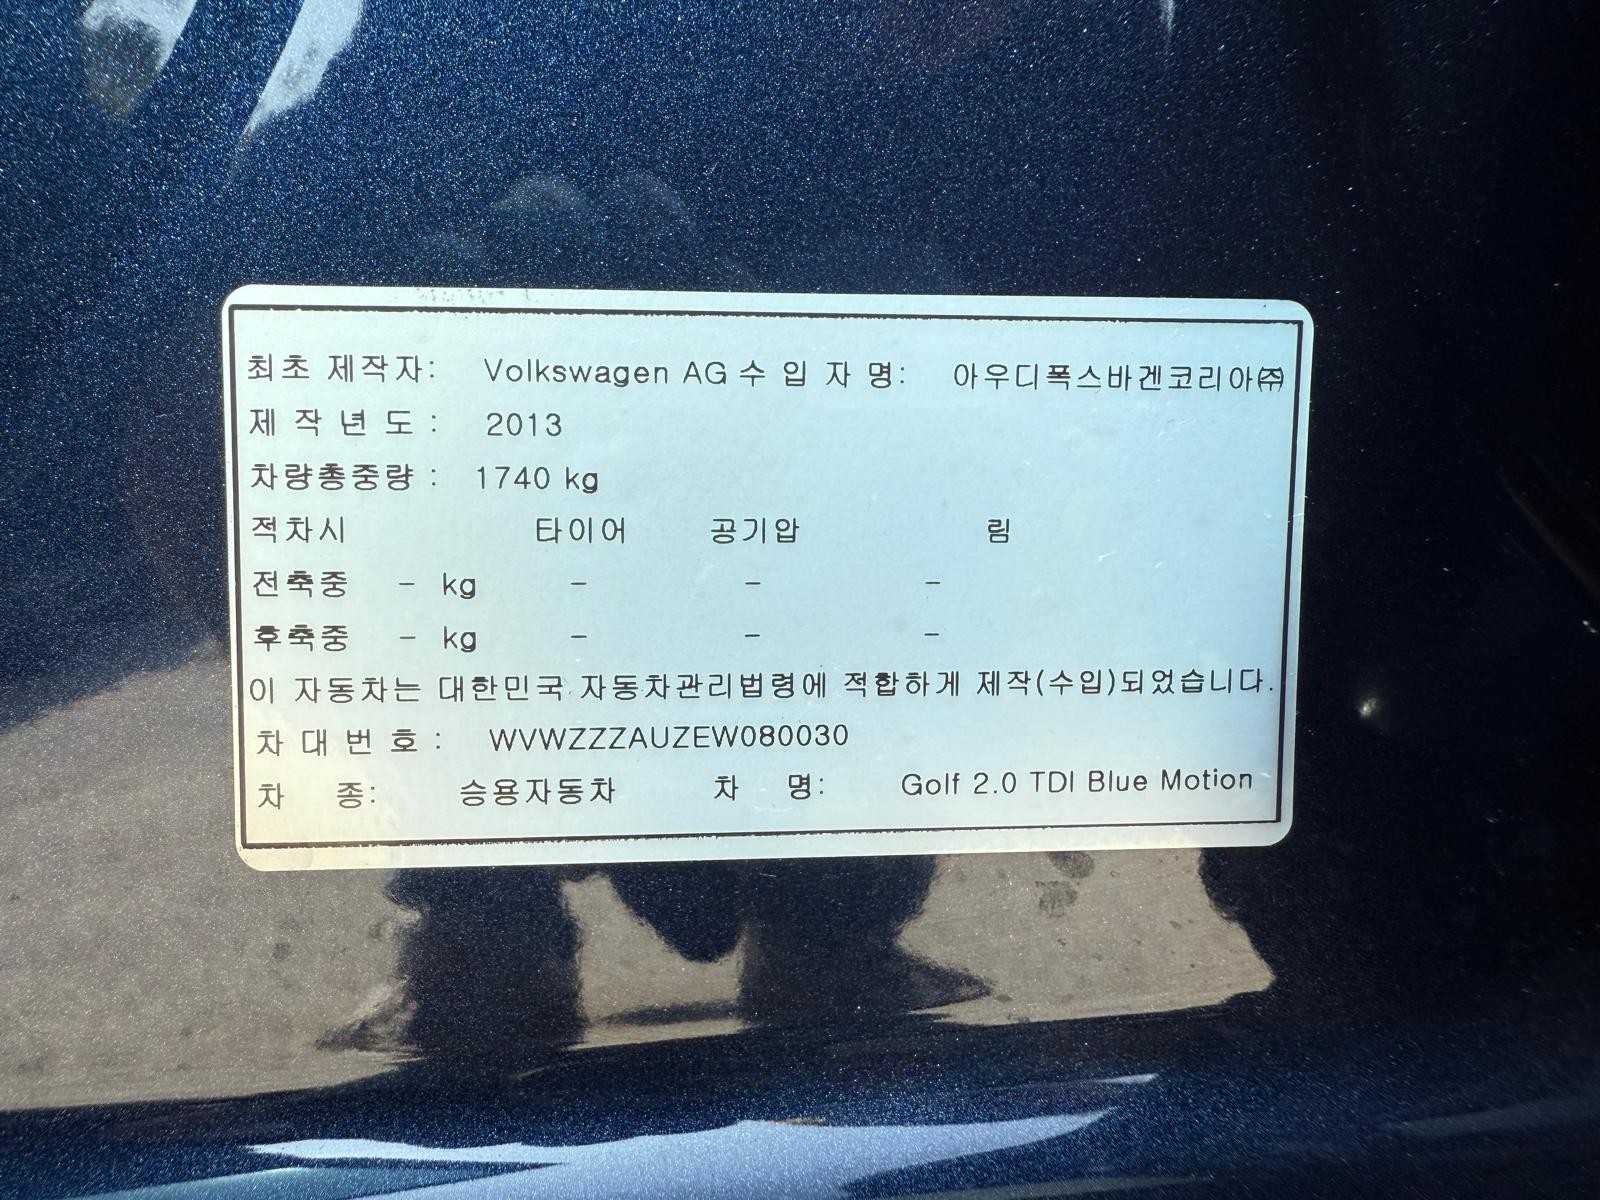 최초 제작자: Volkswagen AG 수 입 자 명: 아우디폭스바겐코리아㈜
제 작 년 도 : 2013
차량총중량 : 1740 kg
적차시 타이어 공기압 림
전축중 - kg - - -
후축중 - kg - - -
이 자동차는 대한민국 자동차관리법령에 적합하게 제작(수입)되었습니다.
차 대 번 호 : WVWZZZAUZEW080030
차 종: 승용자동차 차 명: Golf 2.0 TDI Blue Motion